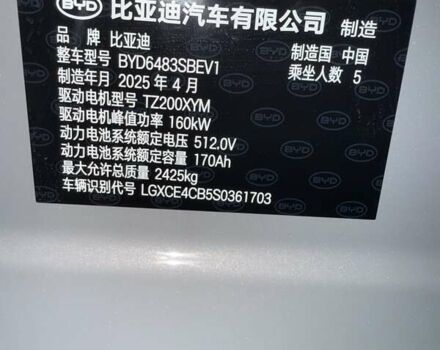 BYD 比亚迪汽车有限公司 制造
品 牌 比亚迪 制造国 中国
整车型号 BYD6483SBEV1 乘坐人数 5
制造年月 2025 年 4 月
驱动电机型号 TZ200XYM
驱动电机峰值功率 160kW
动力电池系统额定电压 512.0V
动力电池系统额定容量 170Ah
最大允许总质量 2425kg
车辆识别代号 LGXCE4CB5S0361703